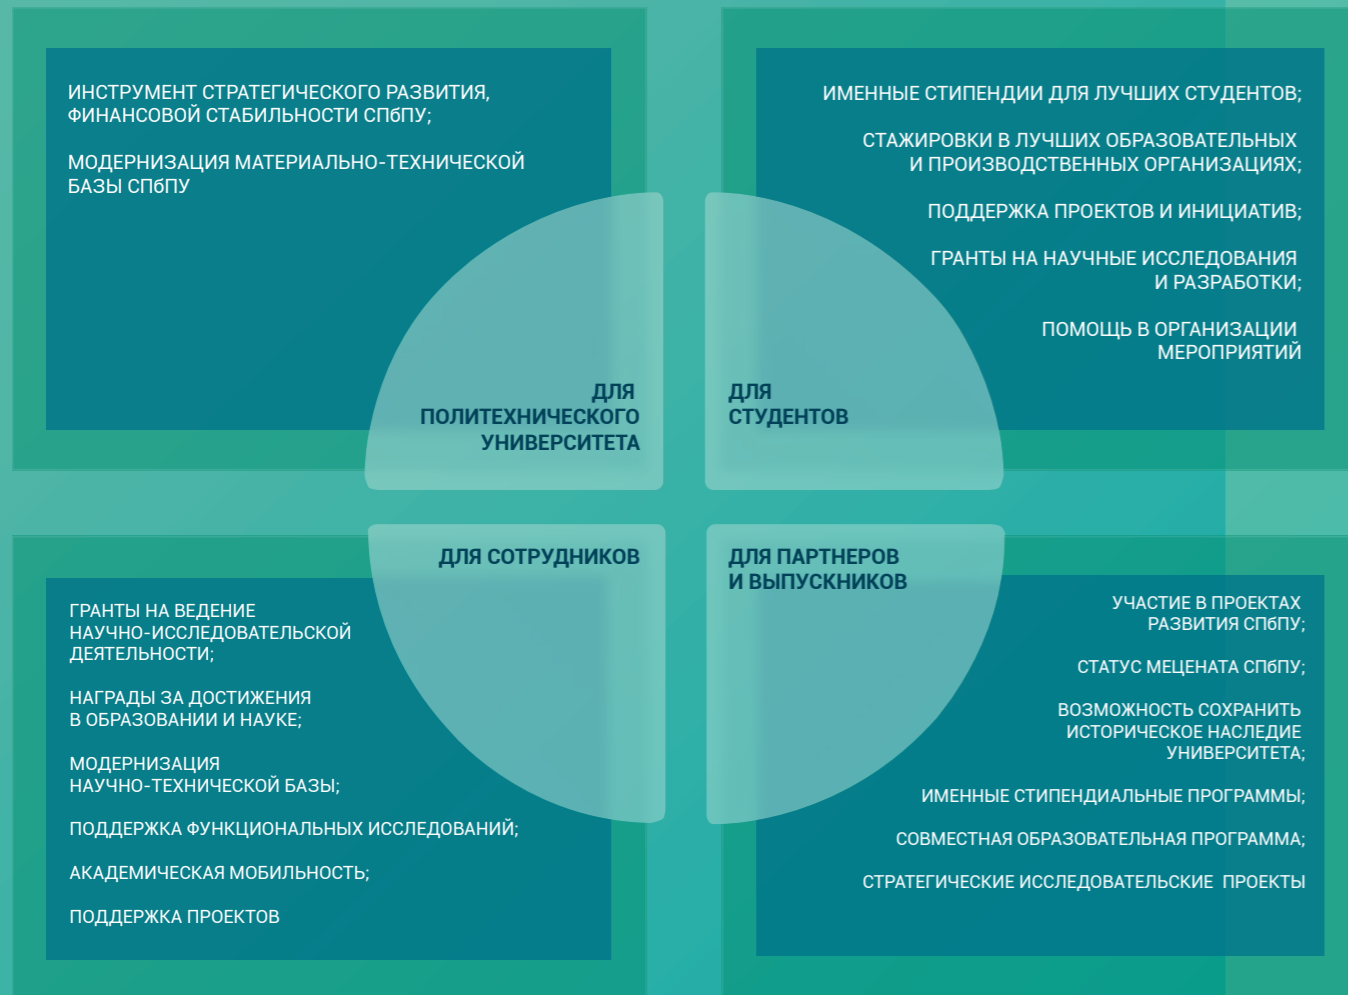 ИНСТРУМЕНТ СТРАТЕГИЧЕСКОГО РАЗВИТИЯ,
ФИНАНСОВОЙ СТАБИЛЬНОСТИ СПбПУ;
МОДЕРНИЗАЦИЯ МАТЕРИАЛЬНО-ТЕХНИЧЕСКОЙ
БАЗЫ СПбПУ
ДЛЯ
ПОЛИТЕХНИЧЕСКОГО
УНИВЕРСИТЕТА
ИМЕННЫЕ СТИПЕНДИИ ДЛЯ ЛУЧШИХ СТУДЕНТОВ;
СТАЖИРОВКИ В ЛУЧШИХ ОБРАЗОВАТЕЛЬНЫХ
И ПРОИЗВОДСТВЕННЫХ ОРГАНИЗАЦИЯХ;
ПОДДЕРЖКА ПРОЕКТОВ И ИНИЦИАТИВ;
ГРАНТЫ НА НАУЧНЫЕ ИССЛЕДОВАНИЯ
И РАЗРАБОТКИ;
ПОМОЩЬ В ОРГАНИЗАЦИИ
МЕРОПРИЯТИЙ
ДЛЯ
СТУДЕНТОВ
ДЛЯ СОТРУДНИКОВ
ГРАНТЫ НА ВЕДЕНИЕ
НАУЧНО-ИССЛЕДОВАТЕЛЬСКОЙ
ДЕЯТЕЛЬНОСТИ;
НАГРАДЫ ЗА ДОСТИЖЕНИЯ
В ОБРАЗОВАНИИ И НАУКЕ;
МОДЕРНИЗАЦИЯ
НАУЧНО-ТЕХНИЧЕСКОЙ БАЗЫ;
ПОДДЕРЖКА ФУНКЦИОНАЛЬНЫХ ИССЛЕДОВАНИЙ;
АКАДЕМИЧЕСКАЯ МОБИЛЬНОСТЬ;
ПОДДЕРЖКА ПРОЕКТОВ
ДЛЯ ПАРТНЕРОВ
И ВЫПУСКНИКОВ
УЧАСТИЕ В ПРОЕКТАХ
РАЗВИТИЯ СПбПУ;
СТАТУС МЕЦЕНАТА СПбПУ;
ВОЗМОЖНОСТЬ СОХРАНИТЬ
ИСТОРИЧЕСКОЕ НАСЛЕДИЕ
УНИВЕРСИТЕТА;
ИМЕННЫЕ СТИПЕНДИАЛЬНЫЕ ПРОГРАММЫ;
СОВМЕСТНАЯ ОБРАЗОВАТЕЛЬНАЯ ПРОГРАММА;
СТРАТЕГИЧЕСКИЕ ИССЛЕДОВАТЕЛЬСКИЕ ПРОЕКТЫ